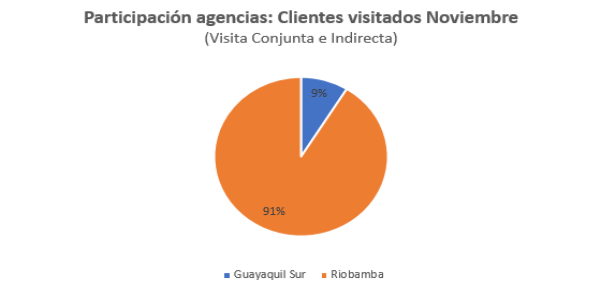 Participación agencias: Clientes visitados Noviembre
(Visita Conjunta e Indirecta)
9%
91%
Guayaquil Sur Riobamba